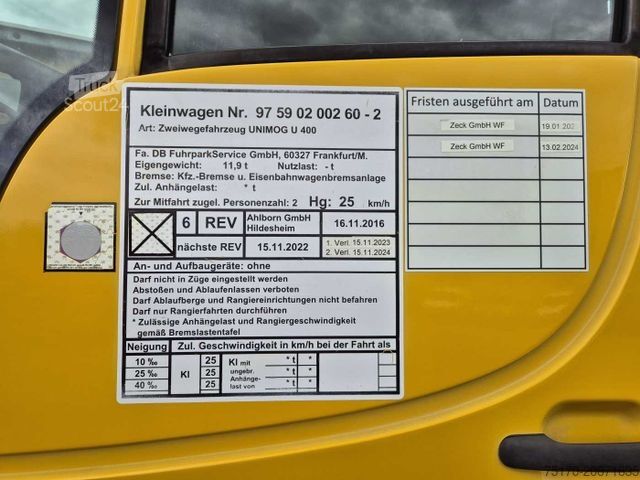 Truck
Scout24
Kleinwagen Nr. 97 59 02 002 60 - 2
Art: Zweiwegefahrzeug UNIMOG U 400
Fa. DB FuhrparkService GmbH, 60327 Frankfurt/M.
Eigengewicht: 11,9 t Nutzlast: - t
Bremse: Kfz.-Bremse u. Eisenbahnwagenbremsanlage
Zul. Anhängelast: * t
Zur Mitfahrt zugel. Personenzahl: 2 Hg: 25 km/h
6 REV Ahlborn GmbH Hildesheim 16.11.2016
nächste REV 15.11.2022 1. Verl. 15.11.2023
2. Verl. 15.11.2024
An- und Aufbaugeräte: ohne
Darf nicht in Züge eingestellt werden
Abstoßen und Ablaufenlassen verboten
Darf Ablaufberge und Rangiereinrichtungen nicht befahren
Darf nur Rangierfahrten durchführen
* Zulässige Anhängelast und Rangiergeschwindigkeit
gemäß Bremslastentafel
Neigung Zul. Geschwindigkeit in km/h bei der Fahrt als
10 ‰ 25 * t *
25 ‰ Kl 25 Kl mit ungebr. Anhänge- last von * t *
40 ‰ 25 * t *
Fristen ausgeführt am Datum
Zeck GmbH WF 19.01.202
Zeck GmbH WF 13.02.2024